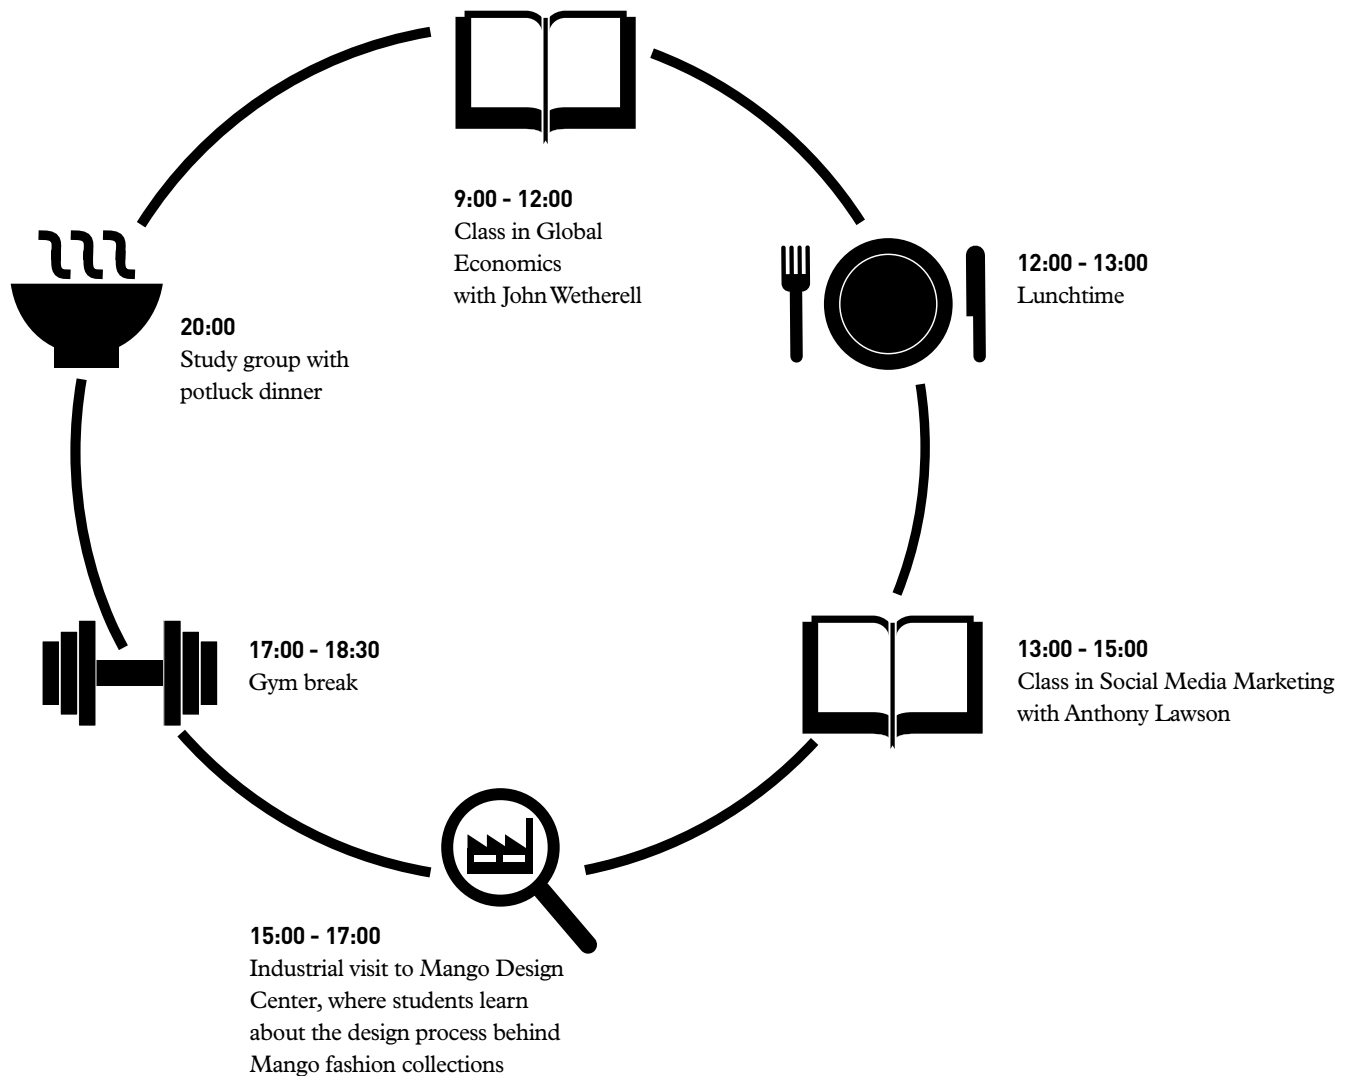 9:00 - 12:00
Class in Global
Economics
with John Wetherell
12:00 - 13:00
Lunchtime
13:00 - 15:00
Class in Social Media Marketing
with Anthony Lawson
15:00 - 17:00
Industrial visit to Mango Design
Center, where students learn
about the design process behind
Mango fashion collections
17:00 - 18:30
Gym break
20:00
Study group with
potluck dinner